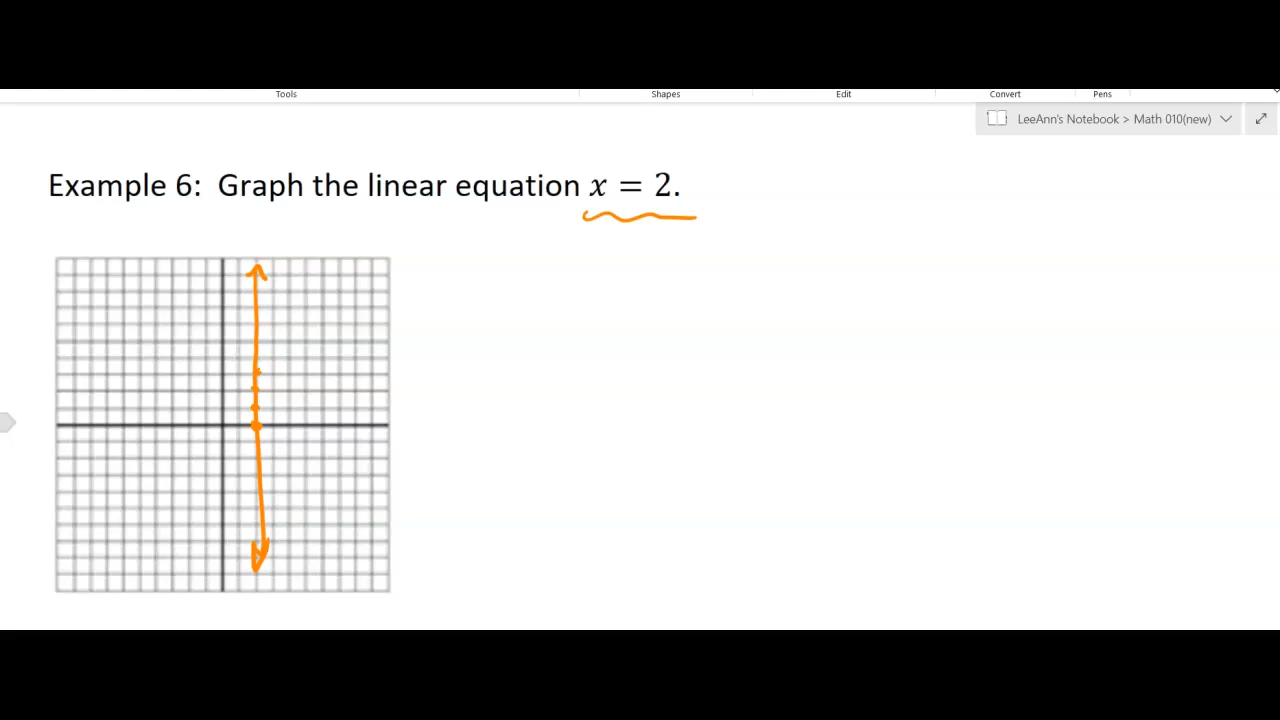 Tools Shapes Edit Convert Pens
LeeAnn's Notebook > Math 010(new)
Example 6: Graph the linear equation x = 2.